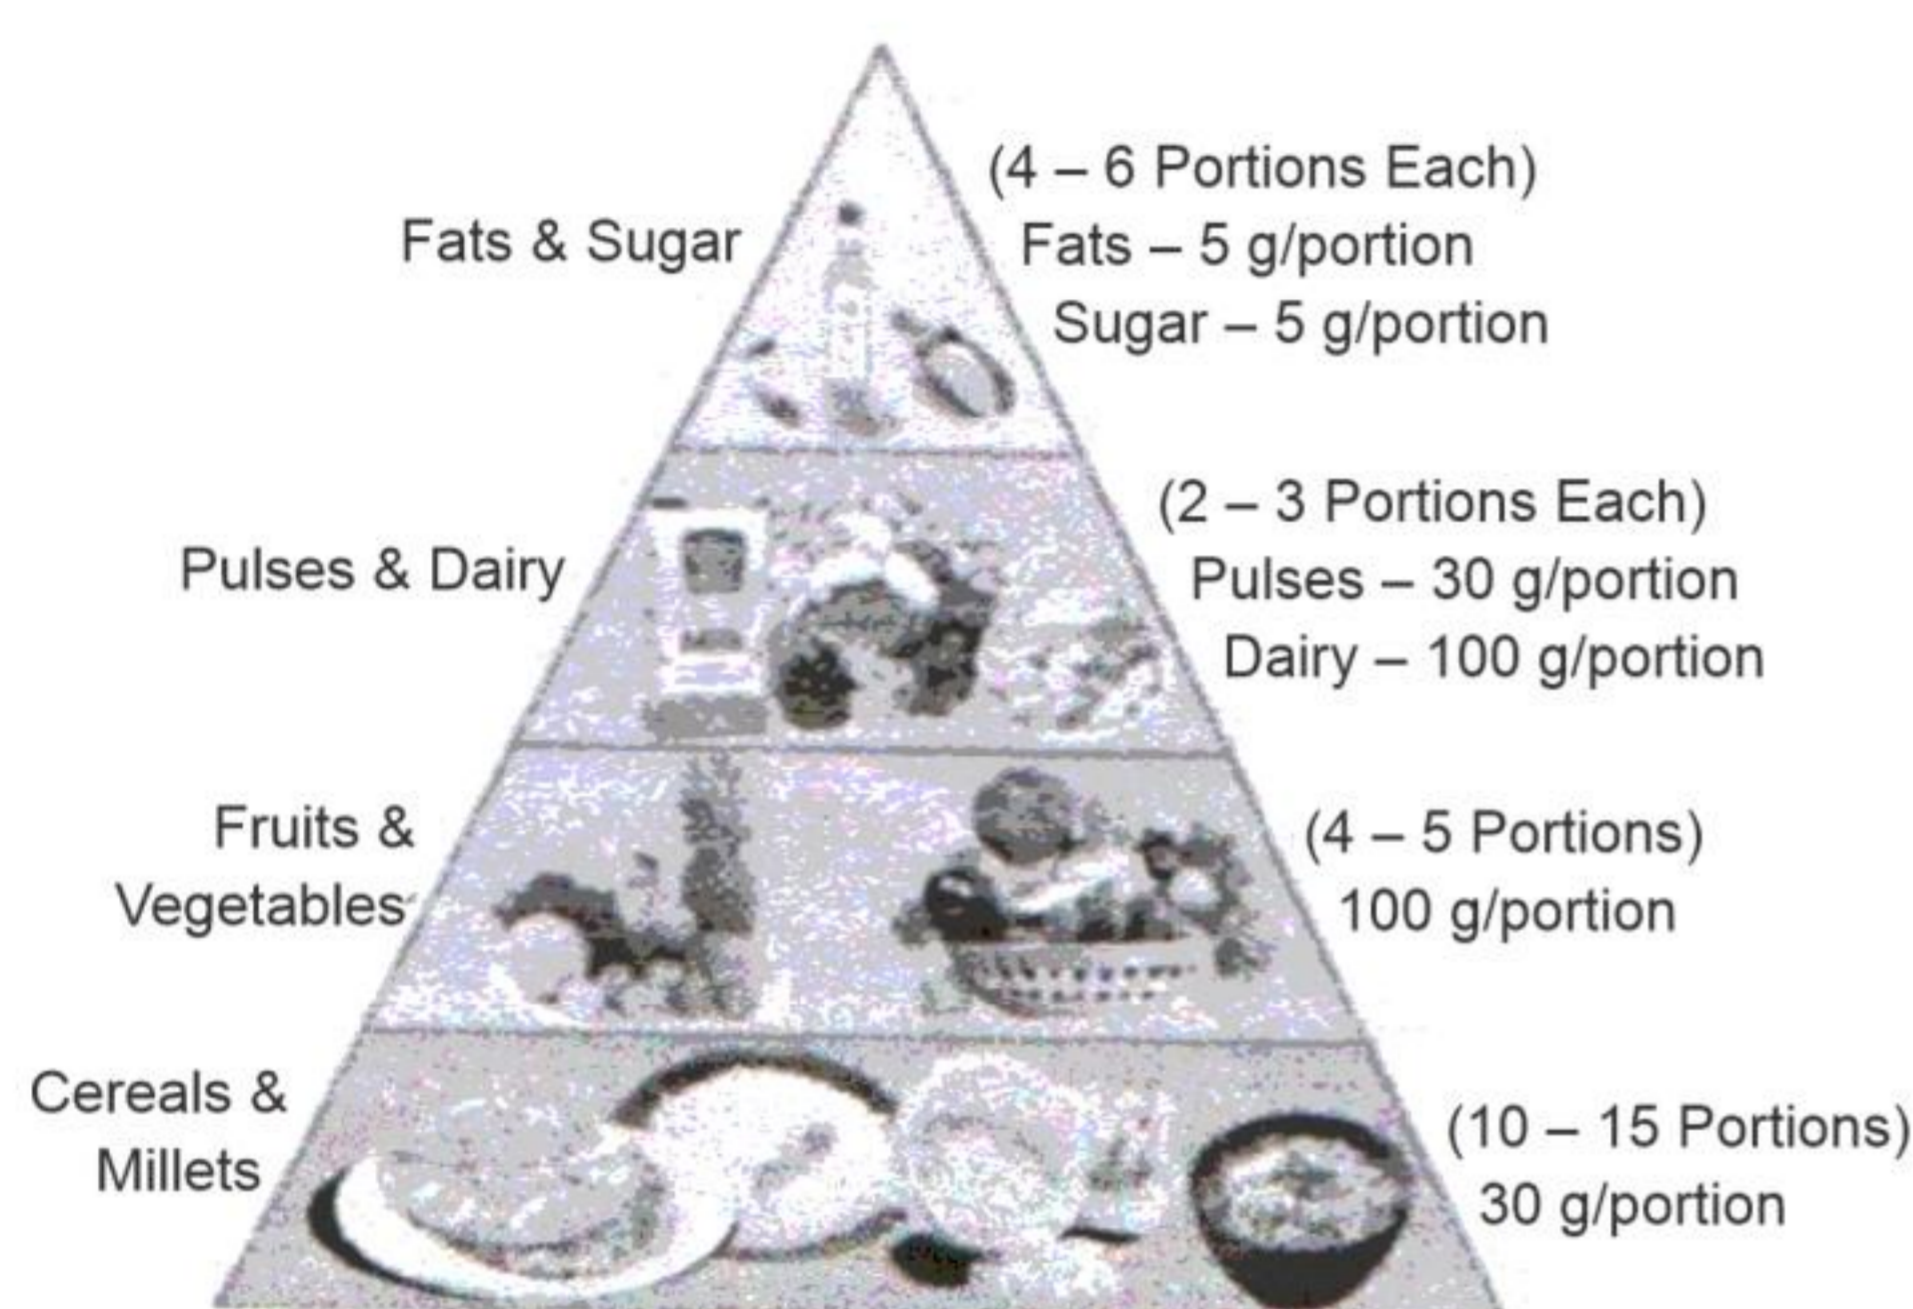 Fats & Sugar
(4 – 6 Portions Each)
Fats – 5 g/portion
Sugar – 5 g/portion
Pulses & Dairy
(2 – 3 Portions Each)
Pulses – 30 g/portion
Dairy – 100 g/portion
Fruits &
Vegetables
(4 – 5 Portions)
100 g/portion
Cereals &
Millets
(10 – 15 Portions)
30 g/portion